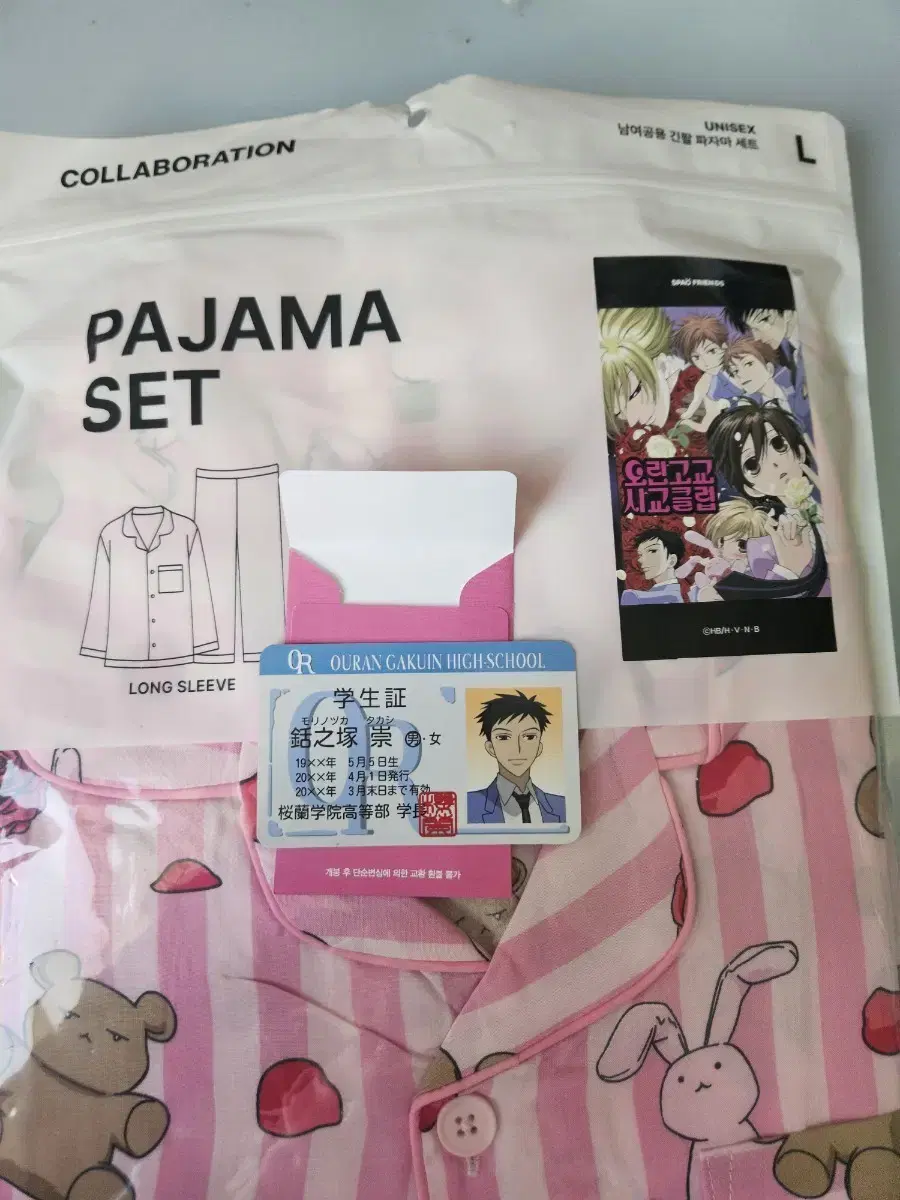 COLLABORATION
UNISEX
남여공용 긴팔 파자마 세트
L
PAJAMA
SET
SPAO FRIENDS
오란고교
사교클럽
©HB/H・V・N・B
LONG SLEEVE
OR OURAN GAKUIN HIGH-SCHOOL
学生証
モリノヅカ タカシ
銛之塚 崇 男・女
19××年 5月5日生
20××年 4月1日発行
20××年 3月末日まで有効
桜蘭学院高等部 学長
개봉 후 단순변심에 의한 교환 환불 불가